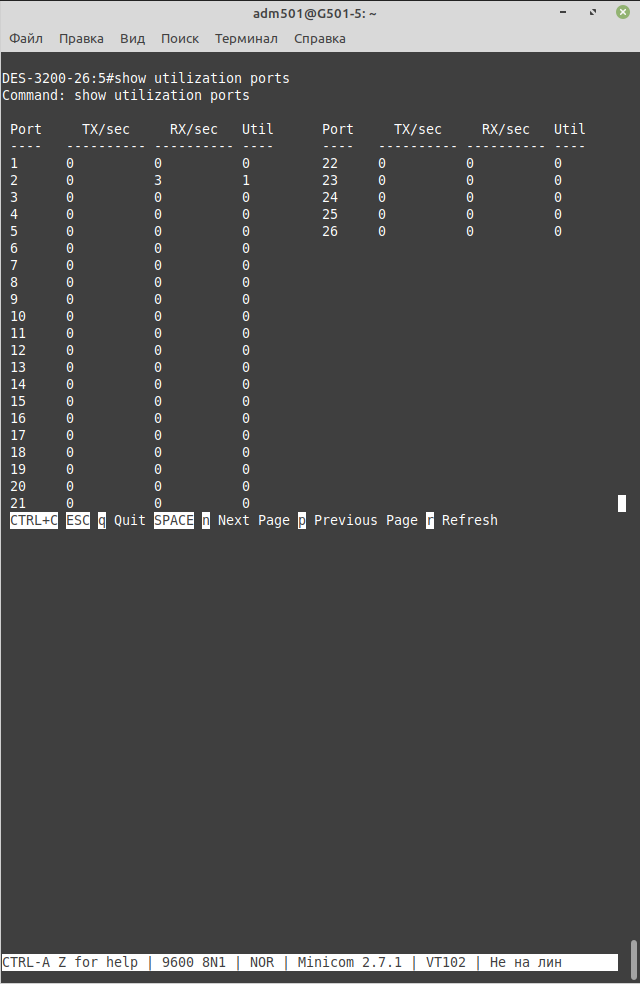 adm501@G501-5: ~
Файл Правка Вид Поиск Терминал Справка
DES-3200-26:5#show utilization ports
Command: show utilization ports
Port TX/sec RX/sec Util Port TX/sec RX/sec Util
---- ---------- ---------- ---- ---- ---------- ---------- ----
1 0 0 0 22 0 0 0
2 0 3 1 23 0 0 0
3 0 0 0 24 0 0 0
4 0 0 0 25 0 0 0
5 0 0 0 26 0 0 0
6 0 0 0
7 0 0 0
8 0 0 0
9 0 0 0
10 0 0 0
11 0 0 0
12 0 0 0
13 0 0 0
14 0 0 0
15 0 0 0
16 0 0 0
17 0 0 0
18 0 0 0
19 0 0 0
20 0 0 0
21 0 0 0
CTRL+C ESC q Quit SPACE n Next Page p Previous Page r Refresh
CTRL-A Z for help | 9600 8N1 | NOR | Minicom 2.7.1 | VT102 | Не на лин